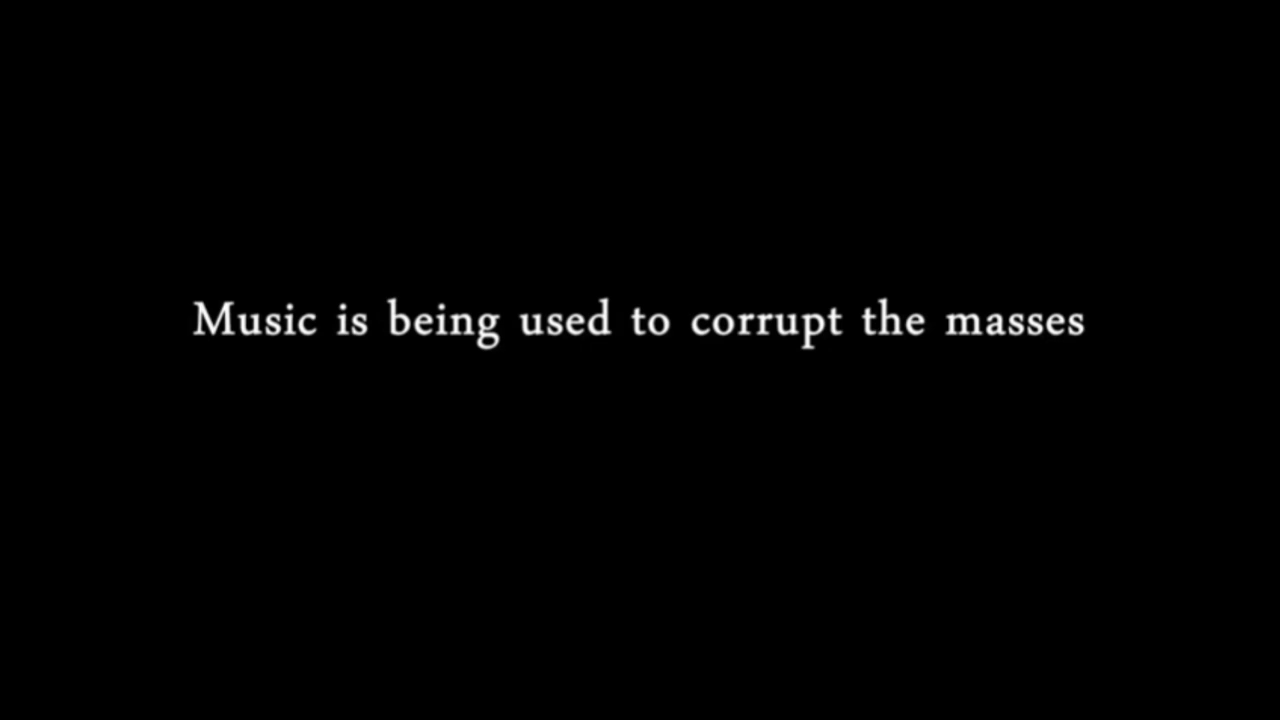 Music is being used to corrupt the masses